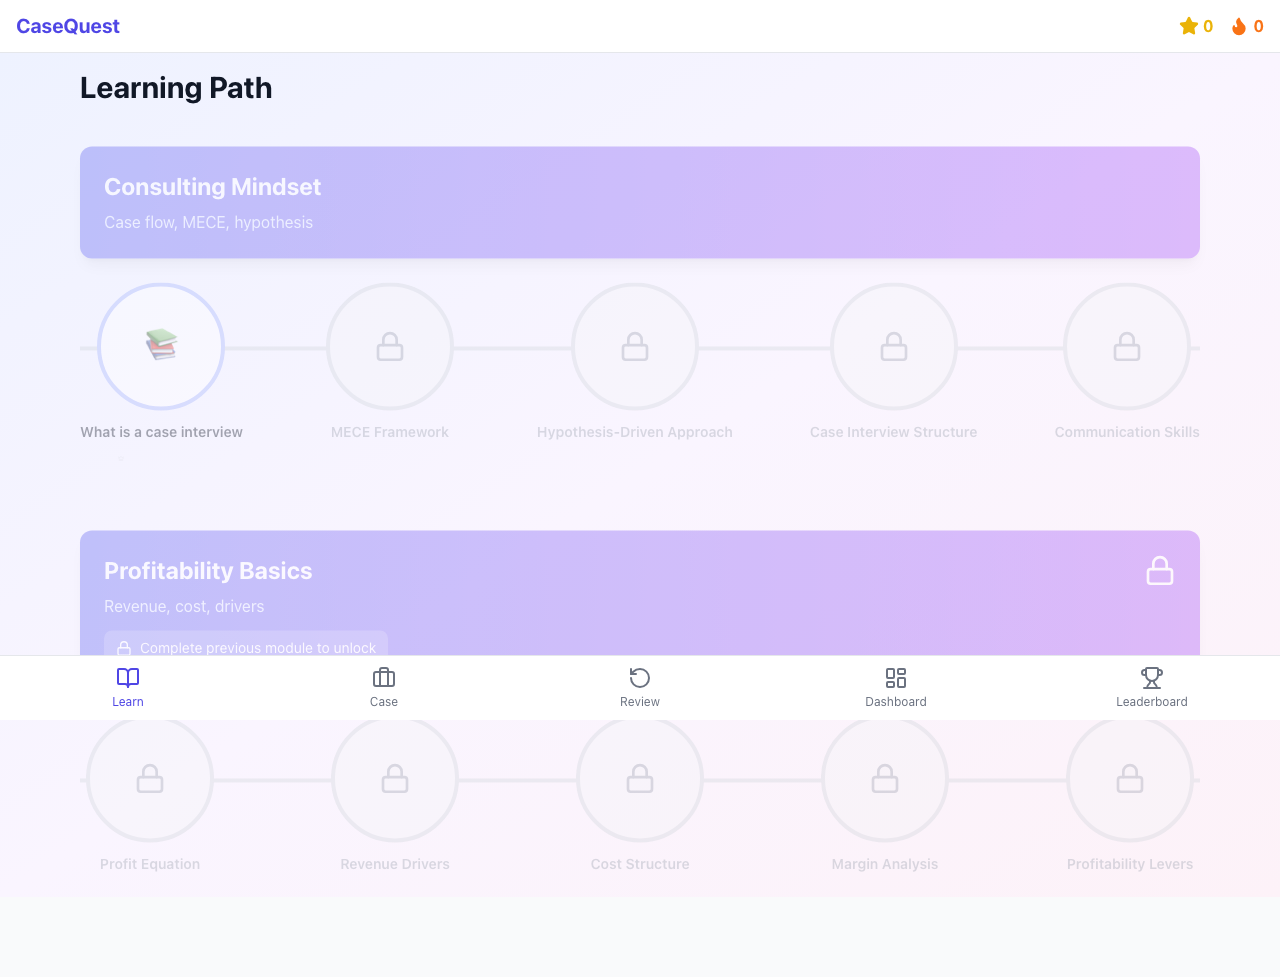 CaseQuest
0
0
Learning Path
Consulting Mindset
Case flow, MECE, hypothesis
What is a case interview
MECE Framework
Hypothesis-Driven Approach
Case Interview Structure
Communication Skills
Profitability Basics
Revenue, cost, drivers
Complete previous module to unlock
Learn
Case
Review
Dashboard
Leaderboard
Profit Equation
Revenue Drivers
Cost Structure
Margin Analysis
Profitability Levers